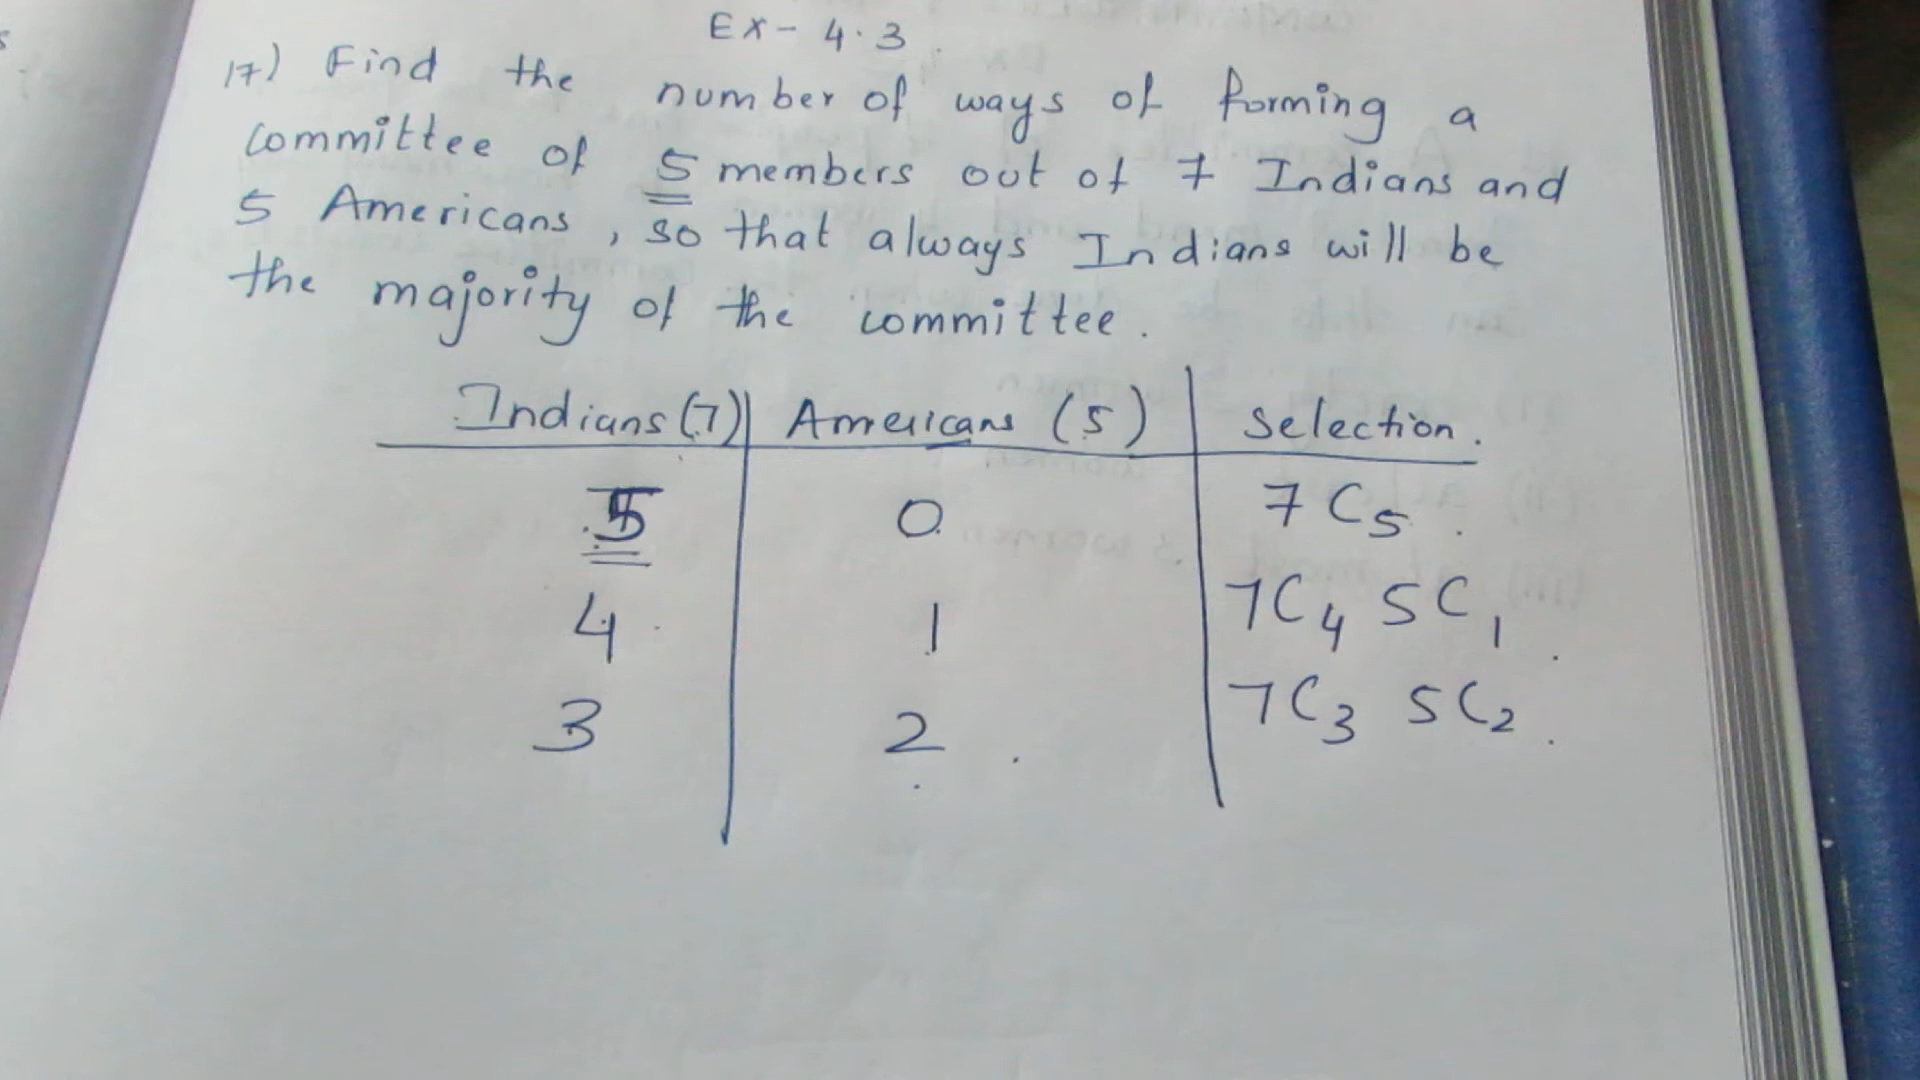 Ex - 4.3
17) Find the number of ways of forming a
committee of 5 members out of 7 Indians and
5 Americans, so that always Indians will be
the majority of the committee.
Indians (7) Americans (5) Selection.
5 0 7C5.
4 1 7C4 5C1.
3 2 7C3 5C2.